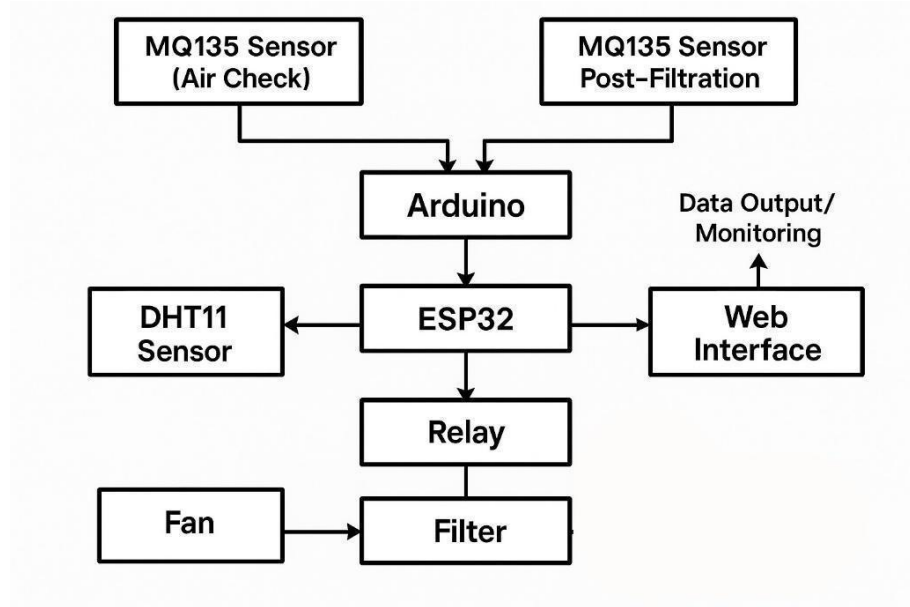 MQ135 Sensor
(Air Check)
MQ135 Sensor
Post-Filtration
Arduino
Data Output/
Monitoring
DHT11
Sensor
ESP32
Web
Interface
Relay
Fan
Filter